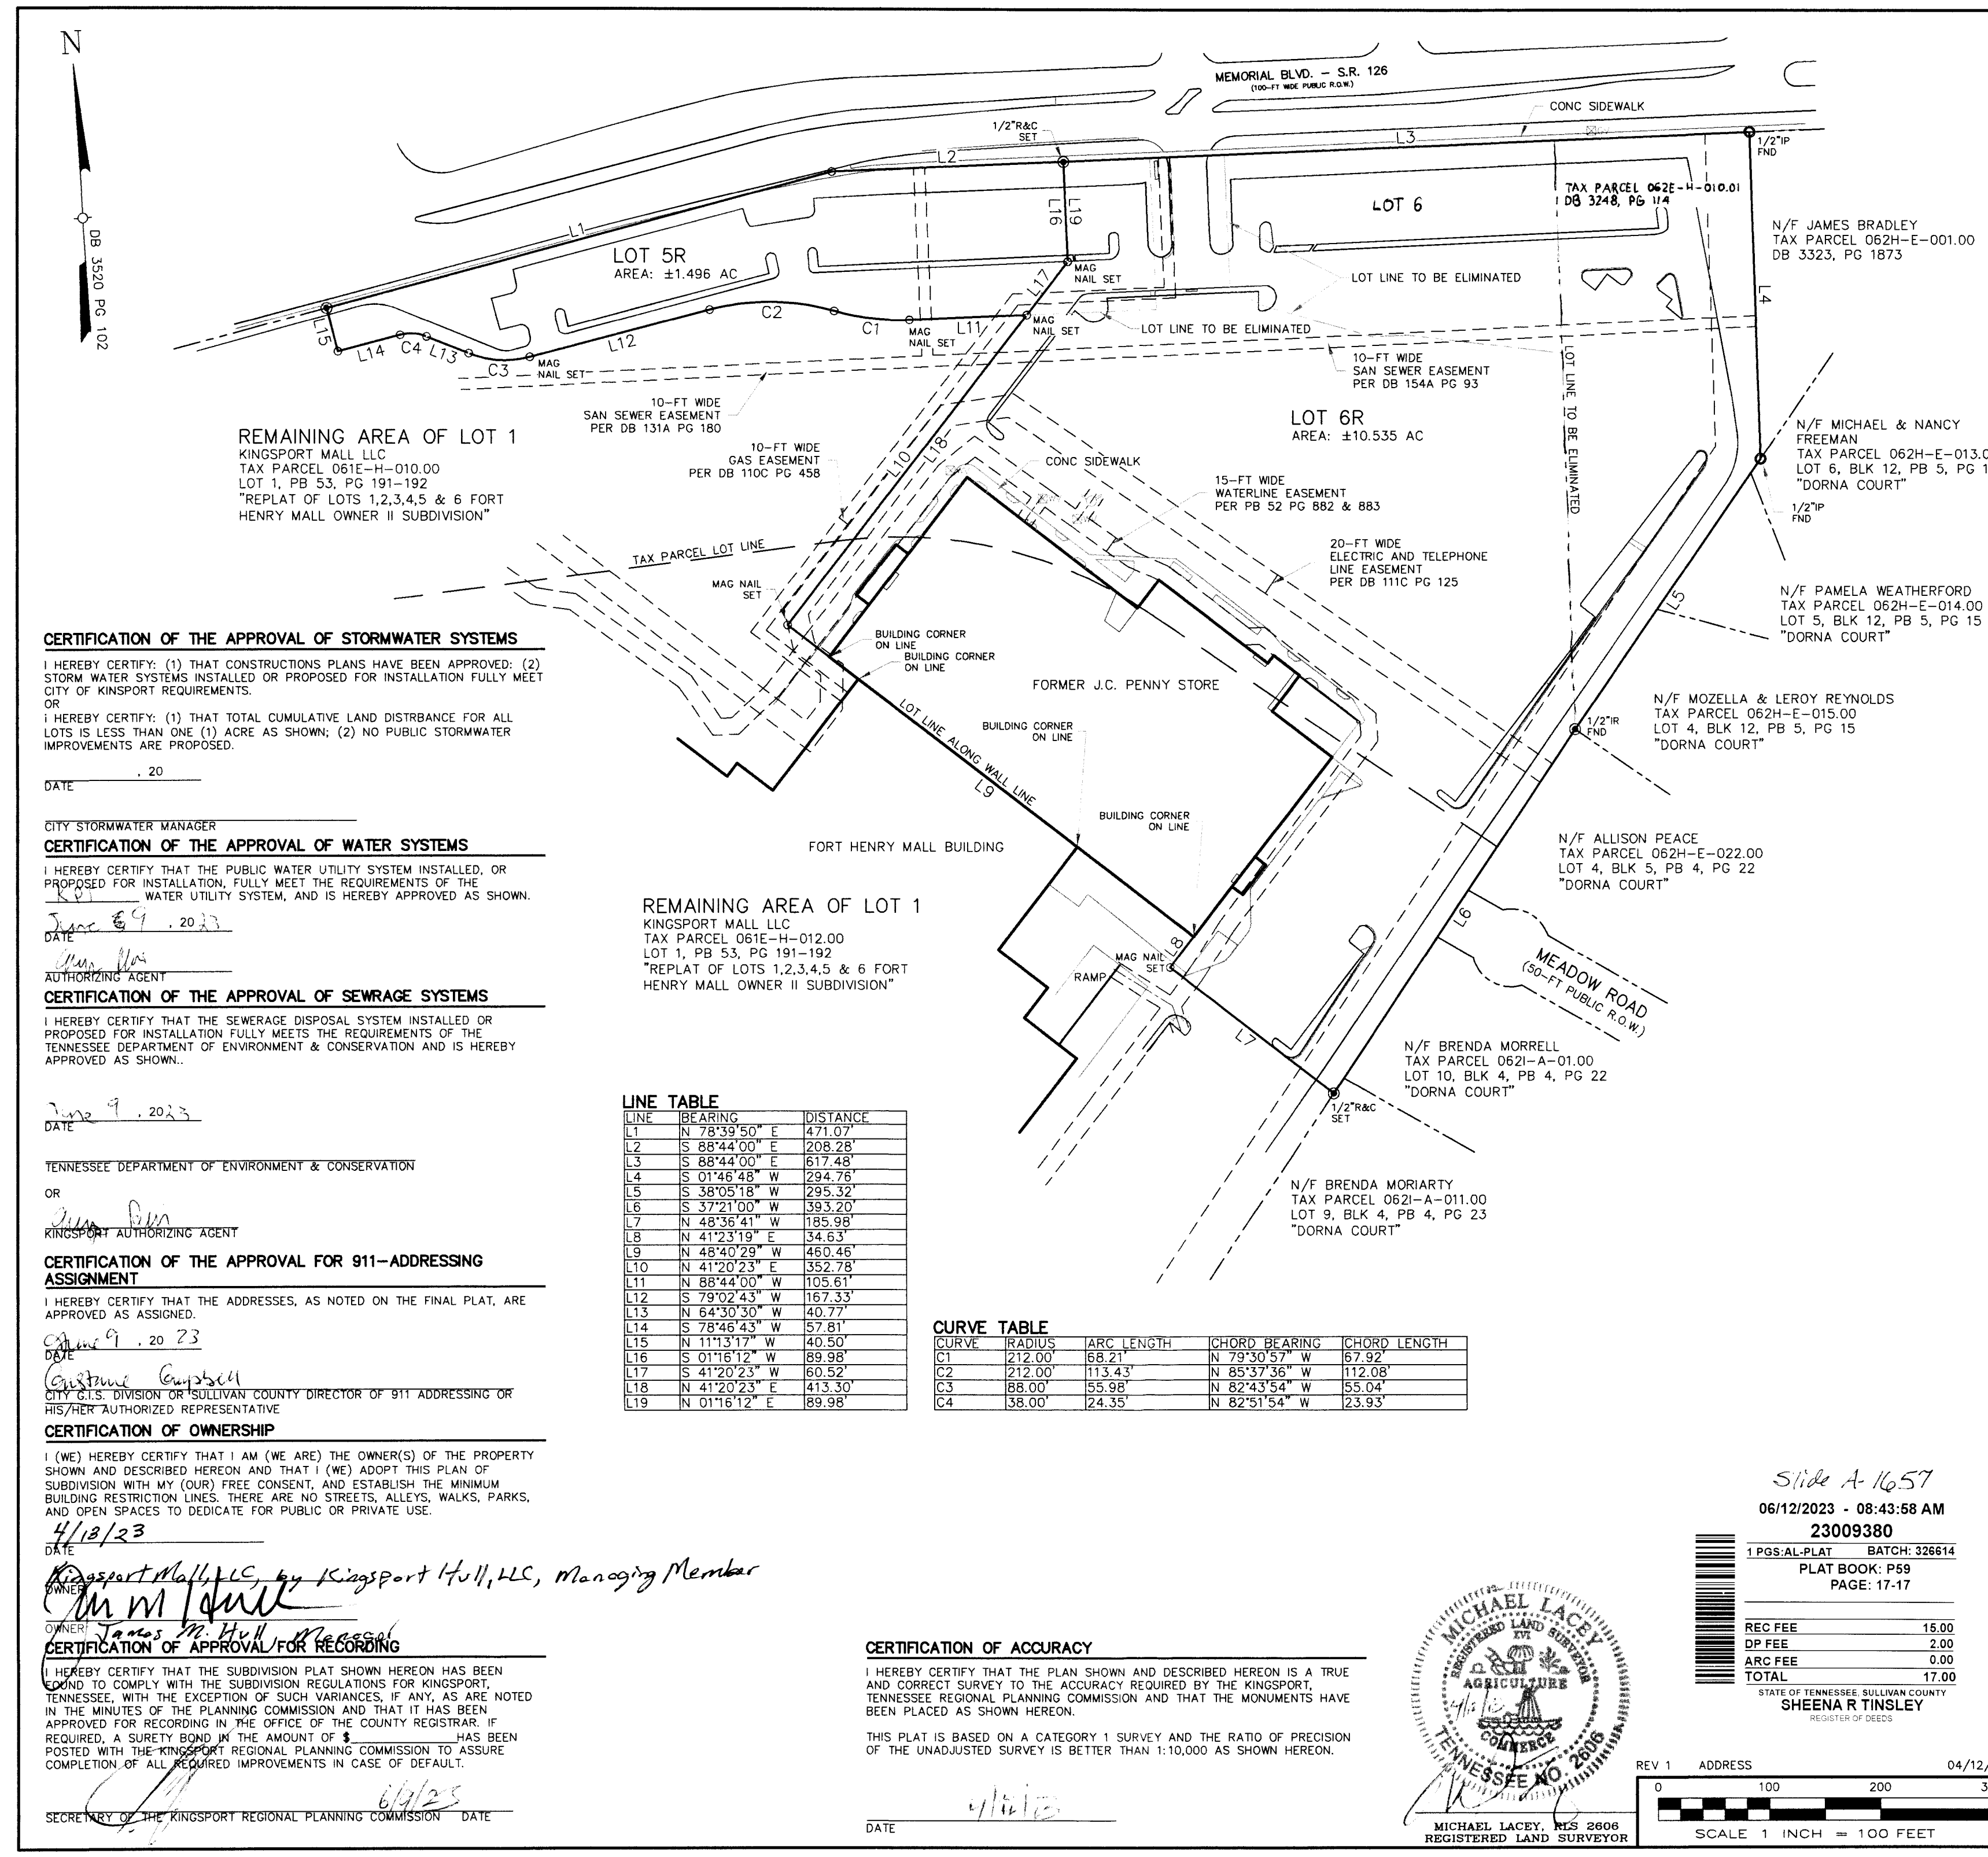 N
DB 3520 PG 102
MEMORIAL BLVD. – S.R. 126
(100–FT WIDE PUBLIC R.O.W.)
CONC SIDEWALK
1/2"R&C
SET
L1
L2
L3
1/2"IP
FND
L16
L19
LOT 6
TAX PARCEL 062E-H-010.01
DB 3248, PG 114
N/F JAMES BRADLEY
TAX PARCEL 062H–E–001.00
DB 3323, PG 1873
LOT 5R
AREA: ±1.496 AC
MAG
NAIL SET
L17
LOT LINE TO BE ELIMINATED
L4
L15
L14
C4
L13
C3
MAG
NAIL SET
L12
C2
C1
MAG
NAIL SET
L11
MAG
NAIL SET
LOT LINE TO BE ELIMINATED
10–FT WIDE
SAN SEWER EASEMENT
PER DB 154A PG 93
LOT LINE TO BE ELIMINATED
10–FT WIDE
SAN SEWER EASEMENT
PER DB 131A PG 180
LOT 6R
AREA: ±10.535 AC
REMAINING AREA OF LOT 1
KINGSPORT MALL LLC
TAX PARCEL 061E–H–010.00
LOT 1, PB 53, PG 191–192
"REPLAT OF LOTS 1,2,3,4,5 & 6 FORT
HENRY MALL OWNER II SUBDIVISION"
10–FT WIDE
GAS EASEMENT
PER DB 110C PG 458
L10
L18
CONC SIDEWALK
15–FT WIDE
WATERLINE EASEMENT
PER PB 52 PG 882 & 883
N/F MICHAEL & NANCY
FREEMAN
TAX PARCEL 062H–E–013.0
LOT 6, BLK 12, PB 5, PG 1
"DORNA COURT"
1/2"IP
FND
TAX PARCEL LOT LINE
20–FT WIDE
ELECTRIC AND TELEPHONE
LINE EASEMENT
PER DB 111C PG 125
MAG NAIL
SET
L5
N/F PAMELA WEATHERFORD
TAX PARCEL 062H–E–014.00
LOT 5, BLK 12, PB 5, PG 15
"DORNA COURT"
BUILDING CORNER
ON LINE
BUILDING CORNER
ON LINE
FORMER J.C. PENNY STORE
LOT LINE ALONG WALL LINE
L9
BUILDING CORNER
ON LINE
1/2"IR
FND
N/F MOZELLA & LEROY REYNOLDS
TAX PARCEL 062H–E–015.00
LOT 4, BLK 12, PB 5, PG 15
"DORNA COURT"
BUILDING CORNER
ON LINE
FORT HENRY MALL BUILDING
N/F ALLISON PEACE
TAX PARCEL 062H–E–022.00
LOT 4, BLK 5, PB 4, PG 22
"DORNA COURT"
REMAINING AREA OF LOT 1
KINGSPORT MALL LLC
TAX PARCEL 061E–H–012.00
LOT 1, PB 53, PG 191–192
"REPLAT OF LOTS 1,2,3,4,5 & 6 FORT
HENRY MALL OWNER II SUBDIVISION"
L8
MAG NAIL
SET
RAMP
L6
MEADOW ROAD
(50–FT PUBLIC R.O.W.)
L7
N/F BRENDA MORRELL
TAX PARCEL 062I–A–01.00
LOT 10, BLK 4, PB 4, PG 22
"DORNA COURT"
1/2"R&C
SET
N/F BRENDA MORIARTY
TAX PARCEL 062I–A–011.00
LOT 9, BLK 4, PB 4, PG 23
"DORNA COURT"
CERTIFICATION OF THE APPROVAL OF STORMWATER SYSTEMS
I HEREBY CERTIFY: (1) THAT CONSTRUCTIONS PLANS HAVE BEEN APPROVED: (2)
STORM WATER SYSTEMS INSTALLED OR PROPOSED FOR INSTALLATION FULLY MEET
CITY OF KINSPORT REQUIREMENTS.
OR
I HEREBY CERTIFY: (1) THAT TOTAL CUMULATIVE LAND DISTRBANCE FOR ALL
LOTS IS LESS THAN ONE (1) ACRE AS SHOWN; (2) NO PUBLIC STORMWATER
IMPROVEMENTS ARE PROPOSED.
, 20
DATE
CITY STORMWATER MANAGER
CERTIFICATION OF THE APPROVAL OF WATER SYSTEMS
I HEREBY CERTIFY THAT THE PUBLIC WATER UTILITY SYSTEM INSTALLED, OR
PROPOSED FOR INSTALLATION, FULLY MEET THE REQUIREMENTS OF THE
WATER UTILITY SYSTEM, AND IS HEREBY APPROVED AS SHOWN.
June 9, 2023
DATE
AUTHORIZING AGENT
CERTIFICATION OF THE APPROVAL OF SEWRAGE SYSTEMS
I HEREBY CERTIFY THAT THE SEWERAGE DISPOSAL SYSTEM INSTALLED OR
PROPOSED FOR INSTALLATION FULLY MEETS THE REQUIREMENTS OF THE
TENNESSEE DEPARTMENT OF ENVIRONMENT & CONSERVATION AND IS HEREBY
APPROVED AS SHOWN..
June 9, 2023
DATE
TENNESSEE DEPARTMENT OF ENVIRONMENT & CONSERVATION
OR
KINGSPORT AUTHORIZING AGENT
CERTIFICATION OF THE APPROVAL FOR 911–ADDRESSING
ASSIGNMENT
I HEREBY CERTIFY THAT THE ADDRESSES, AS NOTED ON THE FINAL PLAT, ARE
APPROVED AS ASSIGNED.
June 9, 20 23
DATE
Campbell
CITY G.I.S. DIVISION OR SULLIVAN COUNTY DIRECTOR OF 911 ADDRESSING OR
HIS/HER AUTHORIZED REPRESENTATIVE
CERTIFICATION OF OWNERSHIP
I (WE) HEREBY CERTIFY THAT I AM (WE ARE) THE OWNER(S) OF THE PROPERTY
SHOWN AND DESCRIBED HEREON AND THAT I (WE) ADOPT THIS PLAN OF
SUBDIVISION WITH MY (OUR) FREE CONSENT, AND ESTABLISH THE MINIMUM
BUILDING RESTRICTION LINES. THERE ARE NO STREETS, ALLEYS, WALKS, PARKS,
AND OPEN SPACES TO DEDICATE FOR PUBLIC OR PRIVATE USE.
4/13/23
DATE
Kingsport Mall, LLC, by Kingsport Hull, LLC, Managing Member
OWNER
OWNER
James M. Hull Manager
CERTIFICATION OF APPROVAL FOR RECORDING
I HEREBY CERTIFY THAT THE SUBDIVISION PLAT SHOWN HEREON HAS BEEN
FOUND TO COMPLY WITH THE SUBDIVISION REGULATIONS FOR KINGSPORT,
TENNESSEE, WITH THE EXCEPTION OF SUCH VARIANCES, IF ANY, AS ARE NOTED
IN THE MINUTES OF THE PLANNING COMMISSION AND THAT IT HAS BEEN
APPROVED FOR RECORDING IN THE OFFICE OF THE COUNTY REGISTRAR. IF
REQUIRED, A SURETY BOND IN THE AMOUNT OF $ HAS BEEN
POSTED WITH THE KINGSPORT REGIONAL PLANNING COMMISSION TO ASSURE
COMPLETION OF ALL REQUIRED IMPROVEMENTS IN CASE OF DEFAULT.
6/9/23
SECRETARY OF THE KINGSPORT REGIONAL PLANNING COMMISSION DATE
LINE TABLE
LINE BEARING DISTANCE
L1 N 78°39'50" E 471.07'
L2 S 88°44'00" E 208.28'
L3 S 88°44'00" E 617.48'
L4 S 01°46'48" W 294.76'
L5 S 38°05'18" W 295.32'
L6 S 37°21'00" W 393.20'
L7 N 48°36'41" W 185.98'
L8 N 41°23'19" E 34.63'
L9 N 48°40'29" W 460.46'
L10 N 41°20'23" E 352.78'
L11 N 88°44'00" W 105.61'
L12 S 79°02'43" W 167.33'
L13 N 64°30'30" W 40.77'
L14 S 78°46'43" W 57.81'
L15 N 11°13'17" W 40.50'
L16 S 01°16'12" W 89.98'
L17 S 41°20'23" W 60.52'
L18 N 41°20'23" E 413.30'
L19 N 01°16'12" E 89.98'
CURVE TABLE
CURVE RADIUS ARC LENGTH CHORD BEARING CHORD LENGTH
C1 212.00' 68.21' N 79°30'57" W 67.92'
C2 212.00' 113.43' N 85°37'36" W 112.08'
C3 88.00' 55.98' N 82°43'54" W 55.04'
C4 38.00' 24.35' N 82°51'54" W 23.93'
CERTIFICATION OF ACCURACY
I HEREBY CERTIFY THAT THE PLAN SHOWN AND DESCRIBED HEREON IS A TRUE
AND CORRECT SURVEY TO THE ACCURACY REQUIRED BY THE KINGSPORT,
TENNESSEE REGIONAL PLANNING COMMISSION AND THAT THE MONUMENTS HAVE
BEEN PLACED AS SHOWN HEREON.
THIS PLAT IS BASED ON A CATEGORY 1 SURVEY AND THE RATIO OF PRECISION
OF THE UNADJUSTED SURVEY IS BETTER THAN 1:10,000 AS SHOWN HEREON.
DATE
MICHAEL LACEY
REGISTERED LAND SURVEYOR
XVI
AGRICULTURE
COMMERCE
TENNESSEE NO. 2606
MICHAEL LACEY, RLS 2606
REGISTERED LAND SURVEYOR
Slide A-1657
06/12/2023 - 08:43:58 AM
23009380
1 PGS:AL-PLAT BATCH: 326614
PLAT BOOK: P59
PAGE: 17-17
REC FEE 15.00
DP FEE 2.00
ARC FEE 0.00
TOTAL 17.00
STATE OF TENNESSEE, SULLIVAN COUNTY
SHEENA R TINSLEY
REGISTER OF DEEDS
REV 1 ADDRESS 04/12/
0 100 200 3
SCALE 1 INCH = 100 FEET